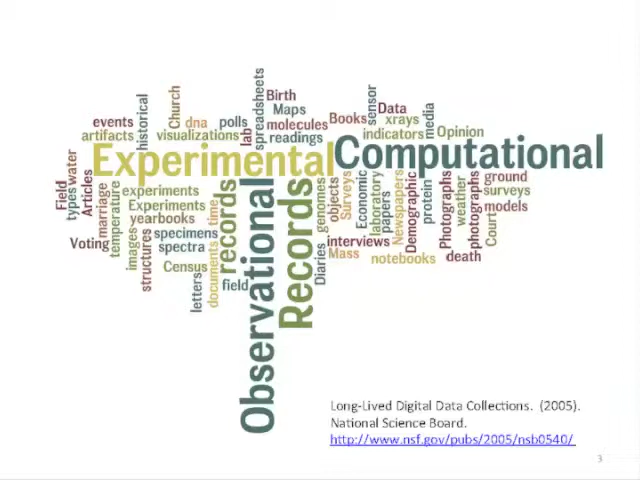 Church
historical
events
artifacts
dna
visualizations
polls
lab
spreadsheets
Birth
Maps
molecules
readings
Books
sensor
Data
xrays
indicators
media
Opinion
Experimental
Computational
Field
types
water
Articles
marriage
temperature
experiments
Experiments
yearbooks
Voting
images
structures
specimens
spectra
Census
letters
documents
time
records
field
Observational
Records
genomes
Diaries
objects
Surveys
Economic
laboratory
papers
Newspapers
Demographic
protein
Photographs
weather
photographs
ground
surveys
models
Court
interviews
Mass
notebooks
death
Long-Lived Digital Data Collections. (2005).
National Science Board.
http://www.nsf.gov/pubs/2005/nsb0540/
3